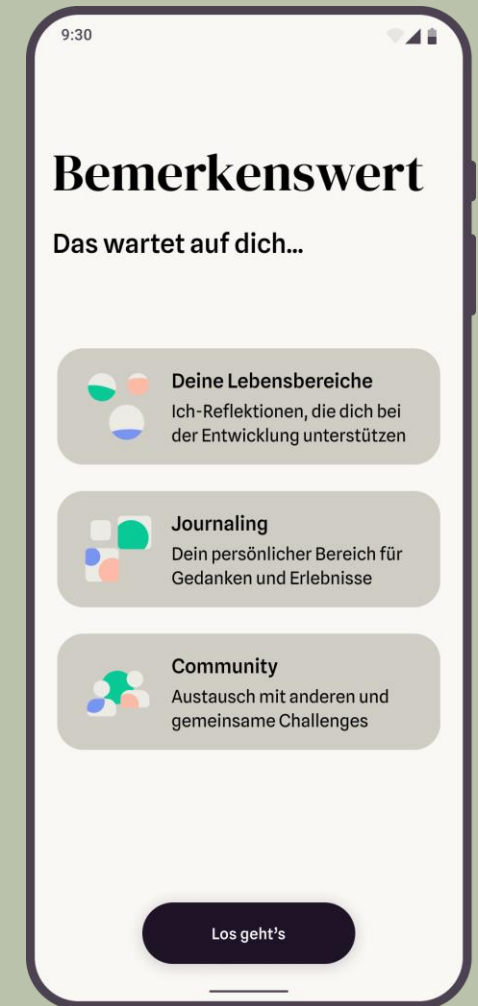 9:30
Bemerkenswert
Das wartet auf dich...
Deine Lebensbereiche
Ich-Reflektionen, die dich bei
der Entwicklung unterstützen
Journaling
Dein persönlicher Bereich für
Gedanken und Erlebnisse
Community
Austausch mit anderen und
gemeinsame Challenges
Los geht's